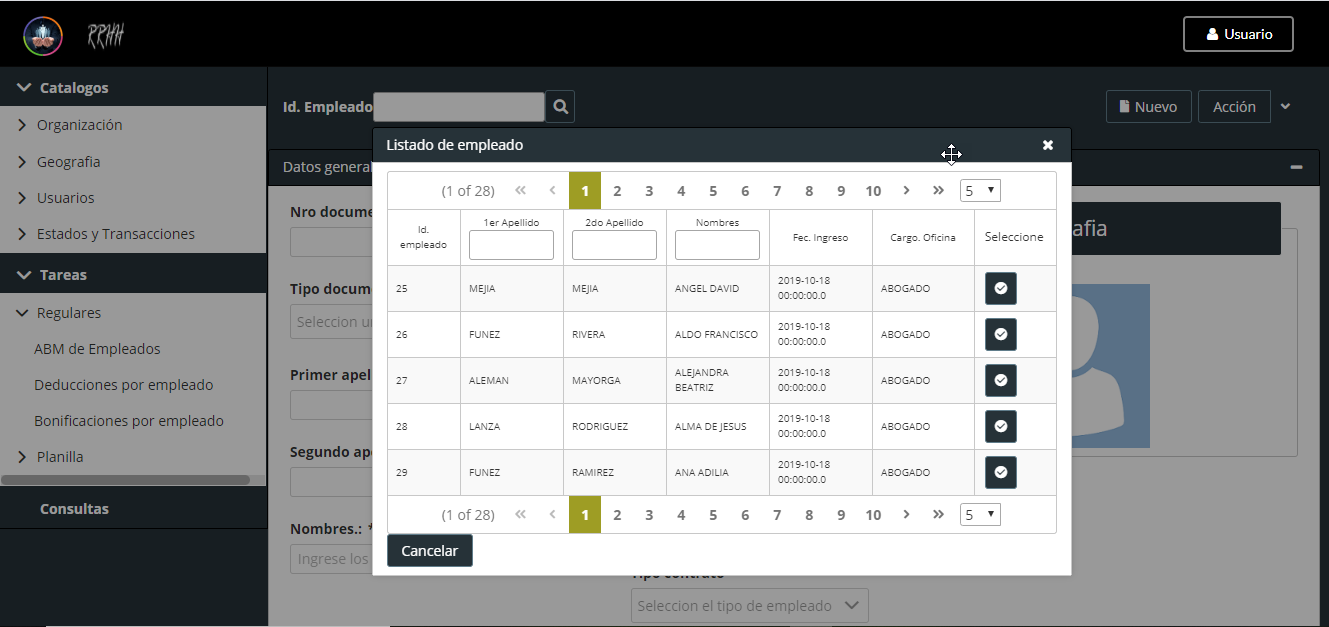 RRHH
Usuario
Catalogos
Organización
Geografia
Usuarios
Estados y Transacciones
Tareas
Regulares
ABM de Empleados
Deducciones por empleado
Bonificaciones por empleado
Planilla
Consultas
Id. Empleado
Nuevo
Acción
Datos general
Nro docume
Tipo docum
Seleccion un
Primer apel
Segundo ap
Nombres.: *
Ingrese los
afia
Tipo contrato
Seleccion el tipo de empleado
Listado de empleado
(1 of 28) 1 2 3 4 5 6 7 8 9 10 5
Id. empleado 1er Apellido 2do Apellido Nombres Fec. Ingreso Cargo. Oficina Seleccione
25 MEJIA MEJIA ANGEL DAVID 2019-10-18 00:00:00.0 ABOGADO
26 FUNEZ RIVERA ALDO FRANCISCO 2019-10-18 00:00:00.0 ABOGADO
27 ALEMAN MAYORGA ALEJANDRA BEATRIZ 2019-10-18 00:00:00.0 ABOGADO
28 LANZA RODRIGUEZ ALMA DE JESUS 2019-10-18 00:00:00.0 ABOGADO
29 FUNEZ RAMIREZ ANA ADILIA 2019-10-18 00:00:00.0 ABOGADO
(1 of 28) 1 2 3 4 5 6 7 8 9 10 5
Cancelar